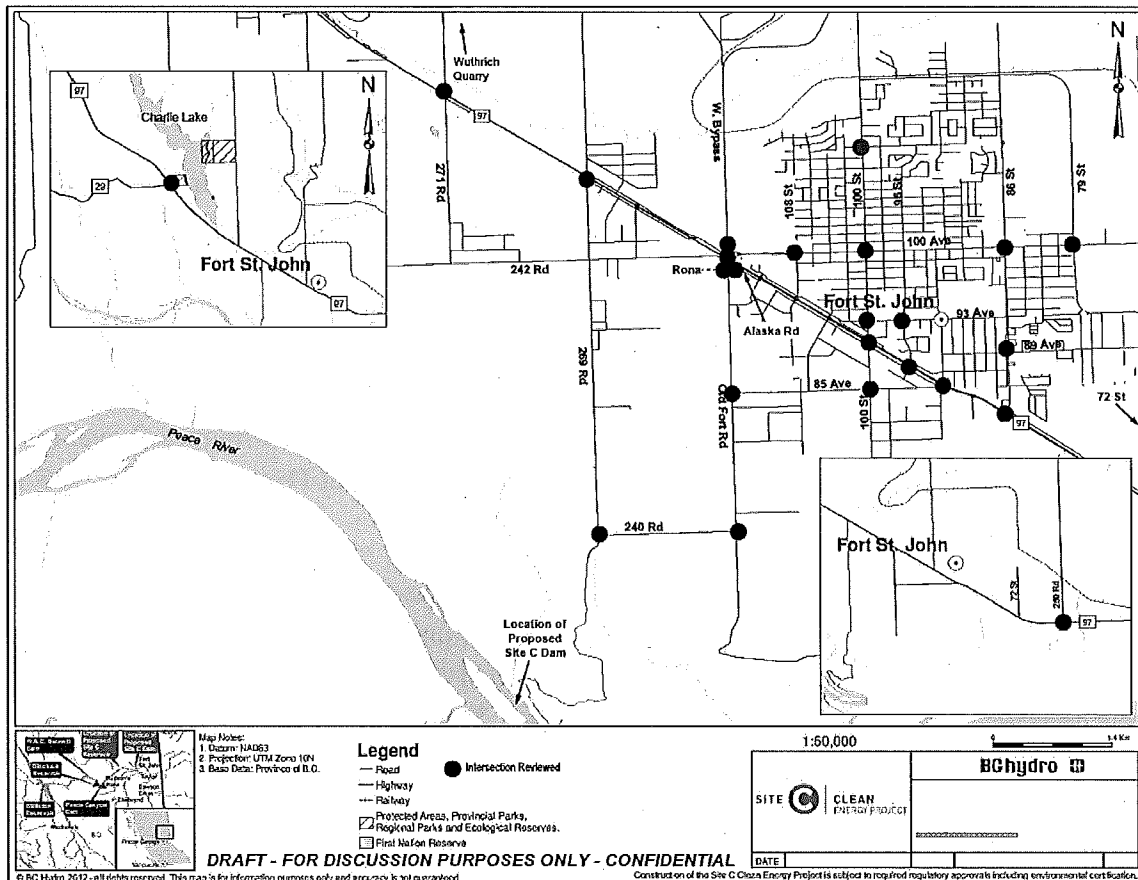 Wuthrich
Quarry
N
N
97
Charlie Lake
29
Fort St. John
97
97
271 Rd
W. Bypass
108 St
100 St
95 St
86 St
79 St
100 Ave
242 Rd
Rona
Alaska Rd
Fort St. John
93 Ave
89 Ave
269 Rd
Old Fort Rd
85 Ave
100 St
72 St
97
Peace River
240 Rd
Location of
Proposed
Site C Dam
Fort St. John
72 St
97
Map Notes:
1. Datum: NAD83
2. Projection: UTM Zone 10N
3. Base Data: Province of B.C.
Legend
Road
Highway
Railway
Intersection Reviewed
Protected Areas, Provincial Parks,
Regional Parks and Ecological Reserves.
First Nation Reserve
1:60,000
0
BChydro
SITE C CLEAN
ENERGY PROJECT
DATE
DRAFT - FOR DISCUSSION PURPOSES ONLY - CONFIDENTIAL
© BC Hydro 2012 - all rights reserved. This map is for information purposes only and accuracy is not guaranteed.
Construction of the Site C Clean Energy Project is subject to required regulatory approvals including environmental certification.